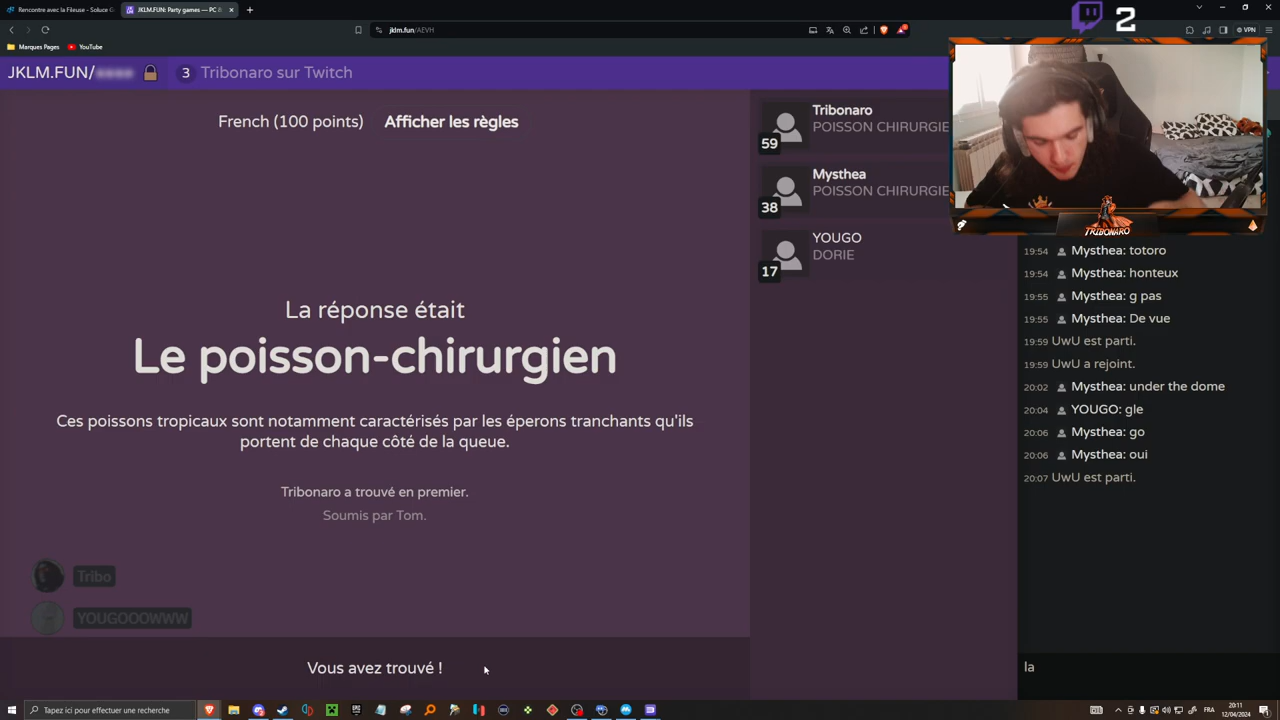 Rencontre avec la Fileuse - Soluce G
JKLM.FUN: Party games — PC &
2
jklm.fun/AEVH
VPN
Marques Pages
YouTube
JKLM.FUN/
3 Tribonaro sur Twitch
French (100 points) Afficher les règles
La réponse était
Le poisson-chirurgien
Ces poissons tropicaux sont notamment caractérisés par les éperons tranchants qu'ils
portent de chaque côté de la queue.
Tribonaro a trouvé en premier.
Soumis par Tom.
Tribo
YOUGOOOWWW
Vous avez trouvé !
Tribonaro
POISSON CHIRURGIE
59
Mysthea
POISSON CHIRURGIE
38
YOUGO
DORIE
17
TRIBONARO
19:54 Mysthea: totoro
19:54 Mysthea: honteux
19:55 Mysthea: g pas
19:55 Mysthea: De vue
19:59 UwU est parti.
19:59 UwU a rejoint.
20:02 Mysthea: under the dome
20:04 YOUGO: gle
20:06 Mysthea: go
20:06 Mysthea: oui
20:07 UwU est parti.
la
Tapez ici pour effectuer une recherche
FRA
20:11
12/04/2024